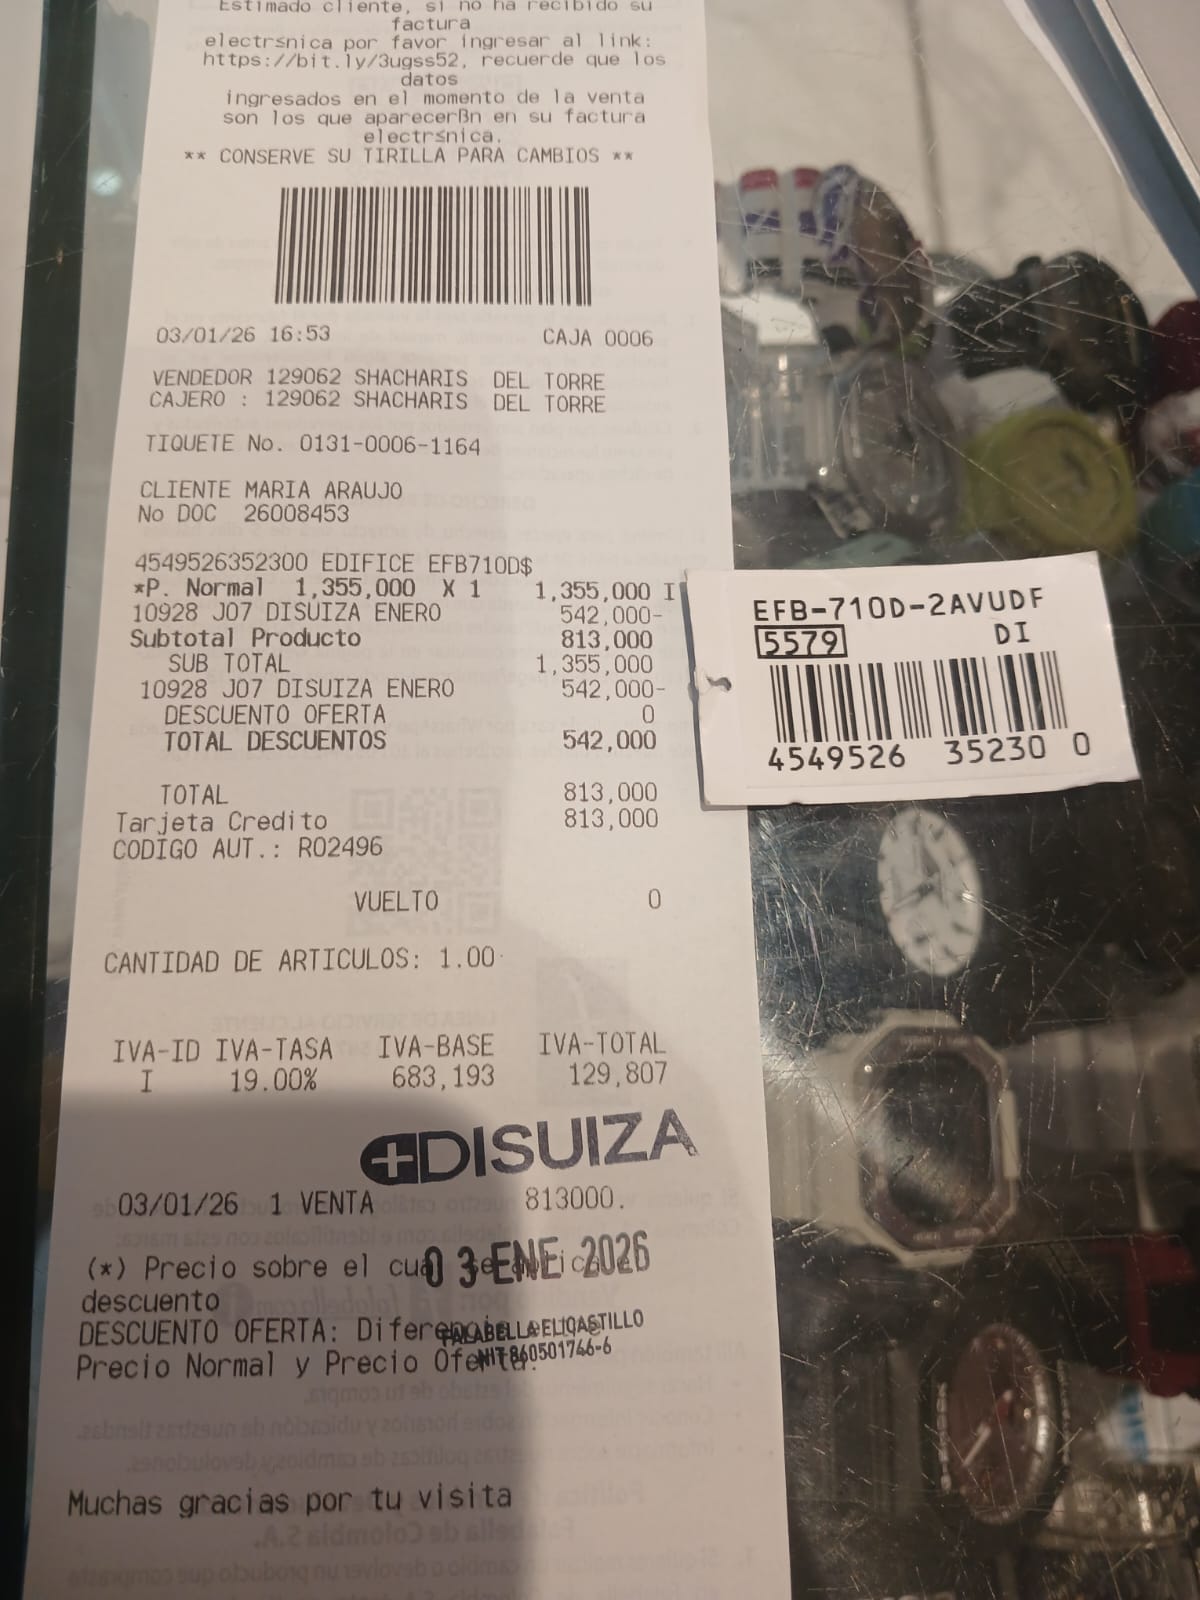 Estimado cliente, si no ha recibido su
factura
electrśnica por favor ingresar al link:
https://bit.ly/3ugss52, recuerde que los
datos
ingresados en el momento de la venta
son los que aparecerßn en su factura
electrśnica.
** CONSERVE SU TIRILLA PARA CAMBIOS **
03/01/26 16:53 CAJA 0006
VENDEDOR 129062 SHACHARIS DEL TORRE
CAJERO : 129062 SHACHARIS DEL TORRE
TIQUETE No. 0131-0006-1164
CLIENTE MARIA ARAUJO
No DOC 26008453
4549526352300 EDIFICE EFB710D$
*P. Normal 1,355,000 X 1 1,355,000 I
10928 J07 DISUIZA ENERO 542,000-
Subtotal Producto 813,000
SUB TOTAL 1,355,000
10928 J07 DISUIZA ENERO 542,000-
DESCUENTO OFERTA 0
TOTAL DESCUENTOS 542,000
TOTAL 813,000
Tarjeta Credito 813,000
CODIGO AUT.: R02496
VUELTO 0
CANTIDAD DE ARTICULOS: 1.00
IVA-ID IVA-TASA IVA-BASE IVA-TOTAL
I 19.00% 683,193 129,807
DISUIZA
03/01/26 1 VENTA 813000.
(*) Precio sobre el cual se aplica
03 ENE 2026
descuento
DESCUENTO OFERTA: Diferencia
FALABELLA EL CASTILLO
Precio Normal y Precio Oferta.
NIT 860501746-6
Muchas gracias por tu visita
EFB-710D-2AVUDF
5579 DI
4549526 35230 0